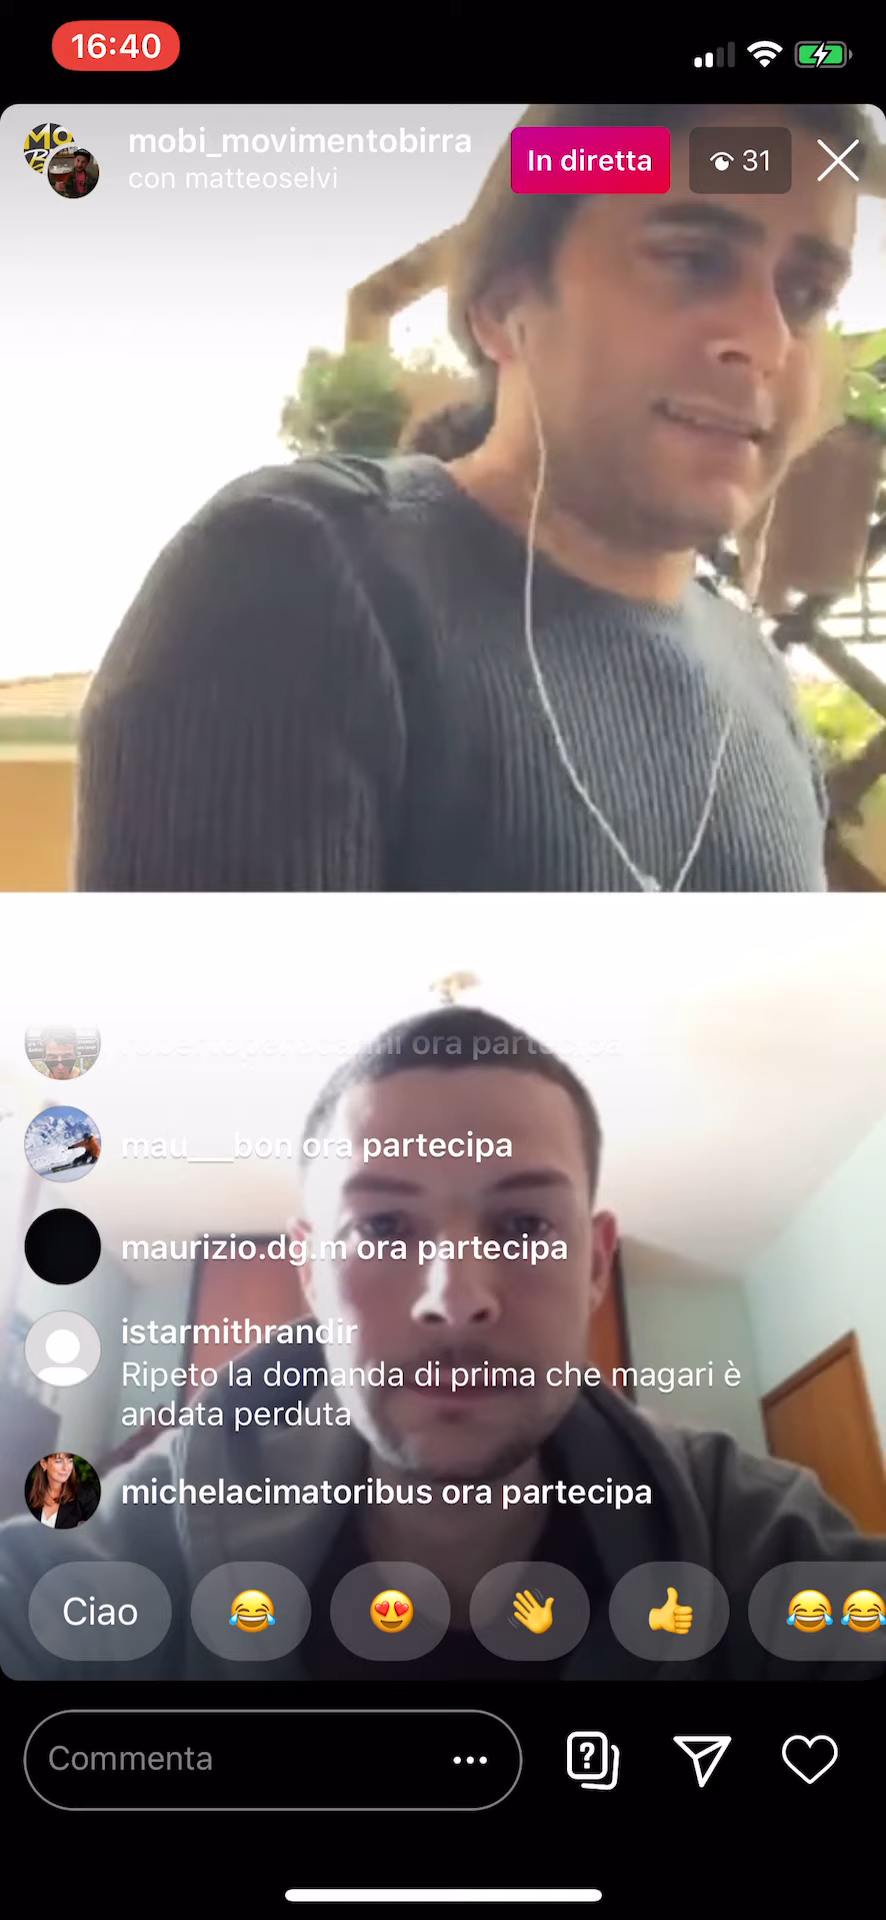 16:40
mobi_movimentobirra
con matteoselvi
In diretta
31
ora partecipa
mau___bon ora partecipa
maurizio.dg.m ora partecipa
istarmithrandir
Ripeto la domanda di prima che magari è
andata perduta
michelacimatoribus ora partecipa
Ciao
Commenta